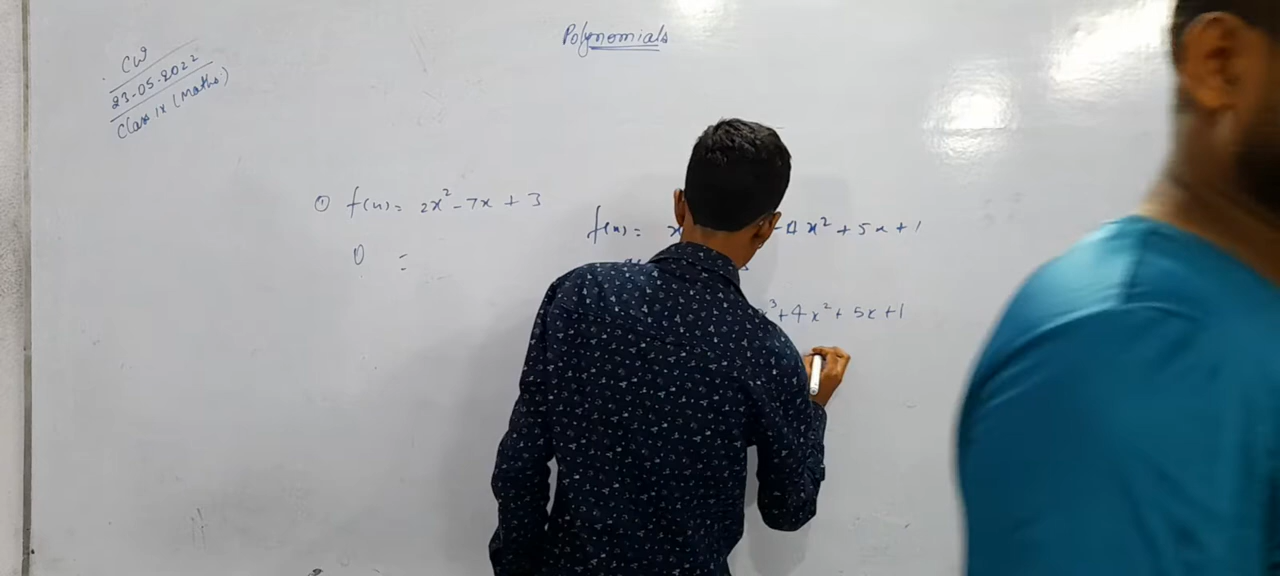 Polynomials
CW
23-05-2022
Class IX (Maths)
① f(x) = 2x² - 7x + 3
0 =
f(x) = x - 4x² + 5x + 1
x³ + 4x² + 5x + 1